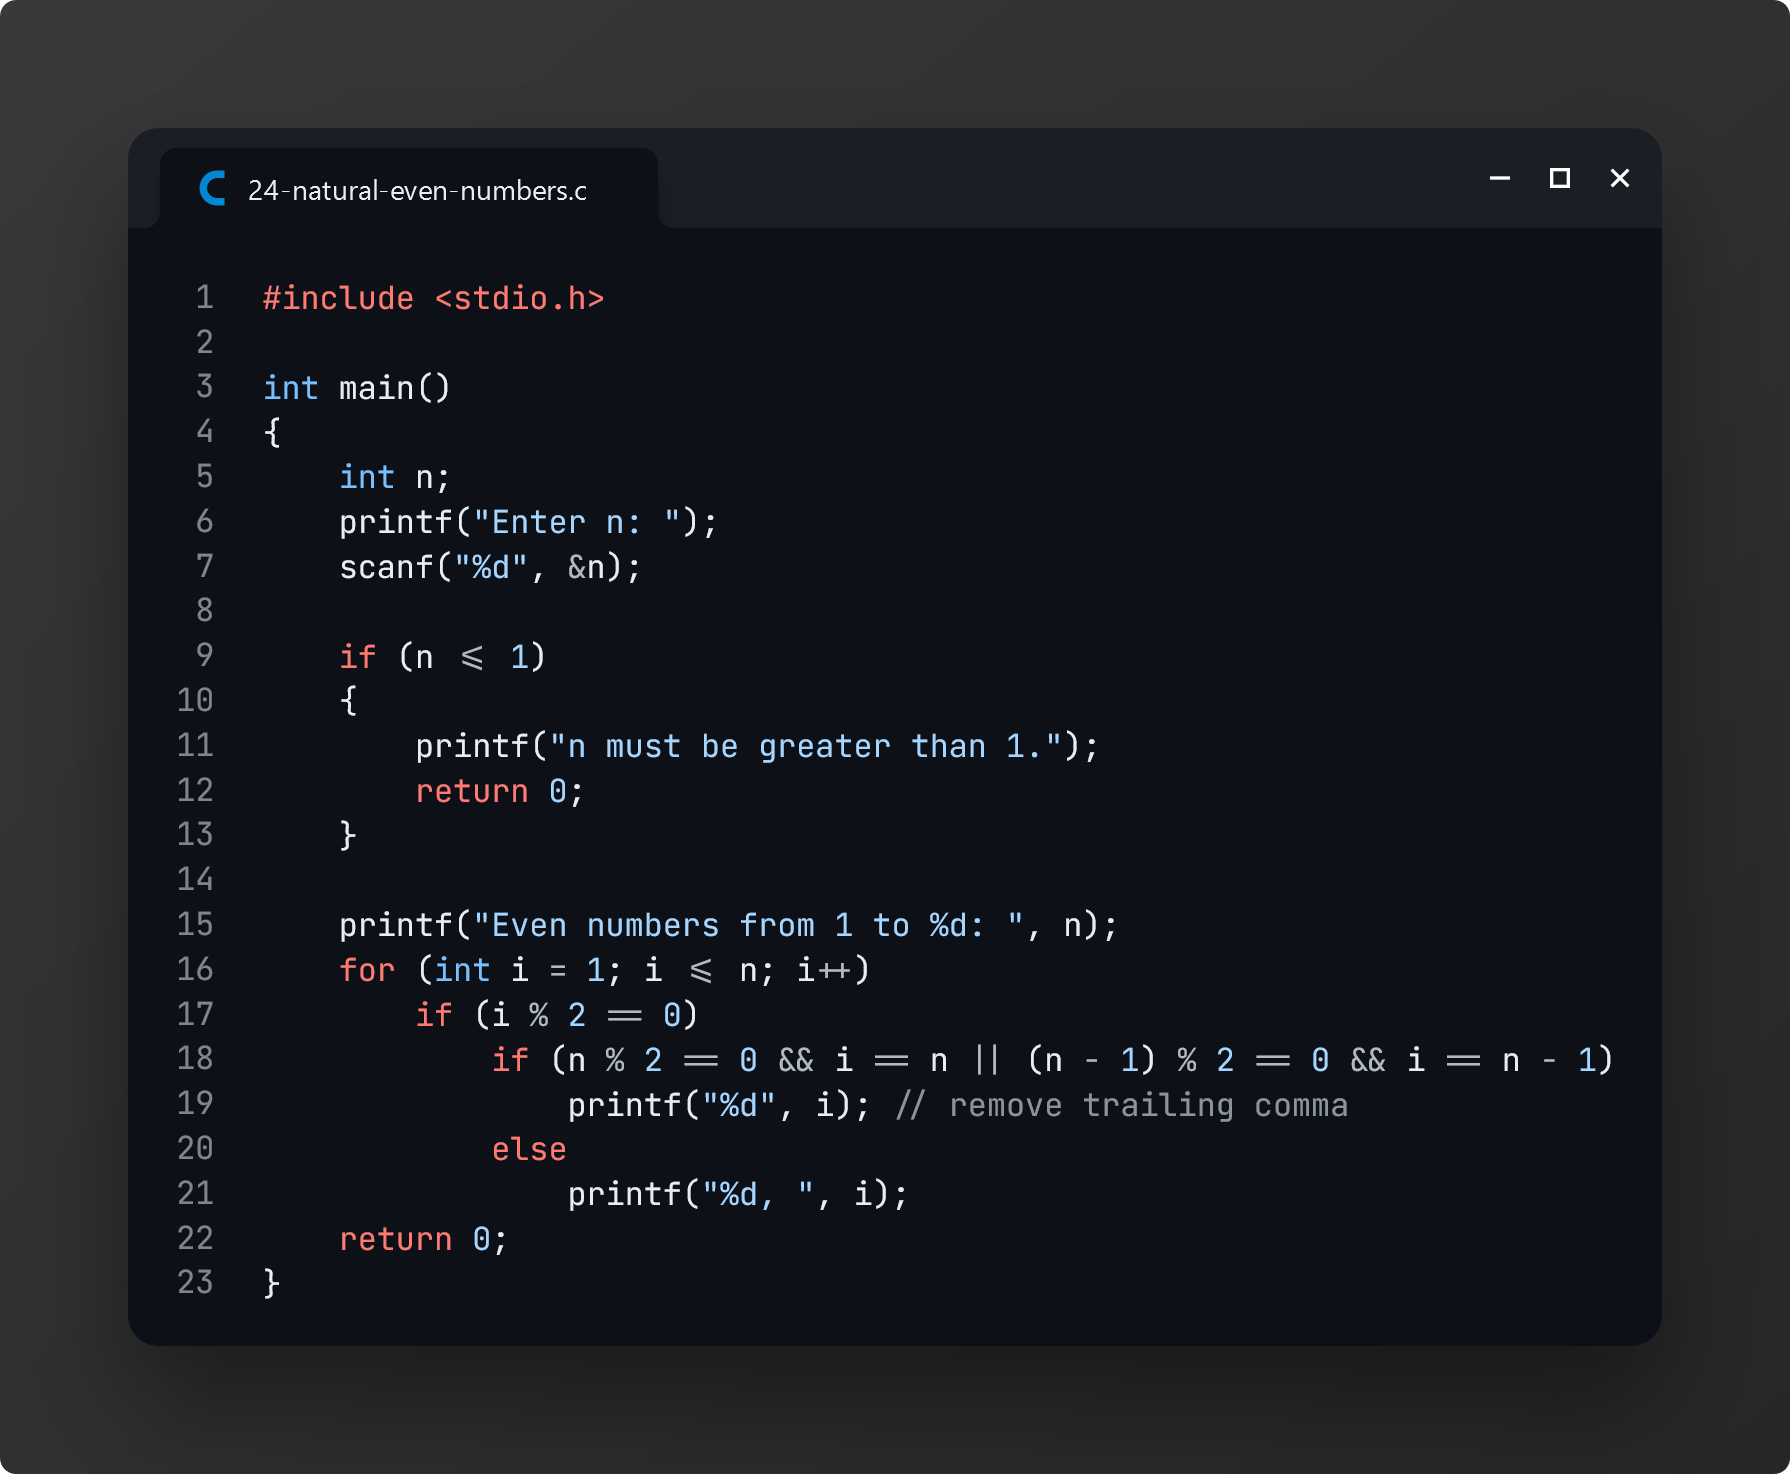 24-natural-even-numbers.c
1 #include <stdio.h>
2
3 int main()
4 {
5     int n;
6     printf("Enter n: ");
7     scanf("%d", &n);
8
9     if (n <= 1)
10     {
11         printf("n must be greater than 1.");
12         return 0;
13     }
14
15     printf("Even numbers from 1 to %d: ", n);
16     for (int i = 1; i <= n; i++)
17         if (i % 2 == 0)
18             if (n % 2 == 0 && i == n || (n - 1) % 2 == 0 && i == n - 1)
19                 printf("%d", i); // remove trailing comma
20             else
21                 printf("%d, ", i);
22     return 0;
23 }